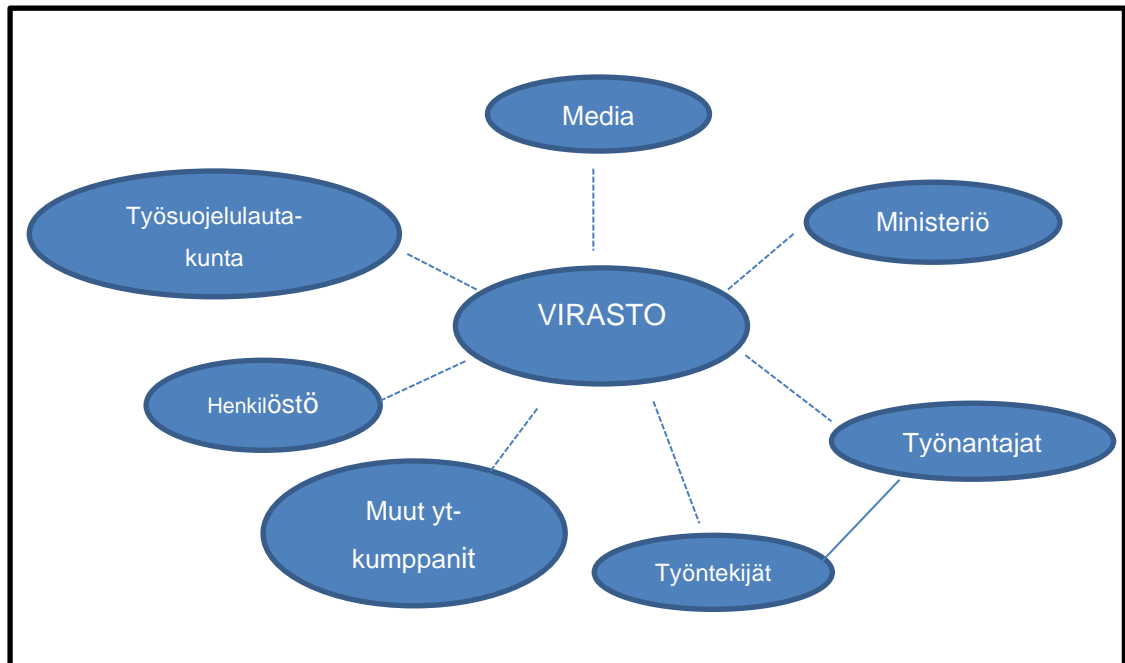 Media
Ministeriö
Työsuojelulauta-
kunta
VIRASTO
Henkilöstö
Työnantajat
Muut yt-
kumppanit
Työntekijät